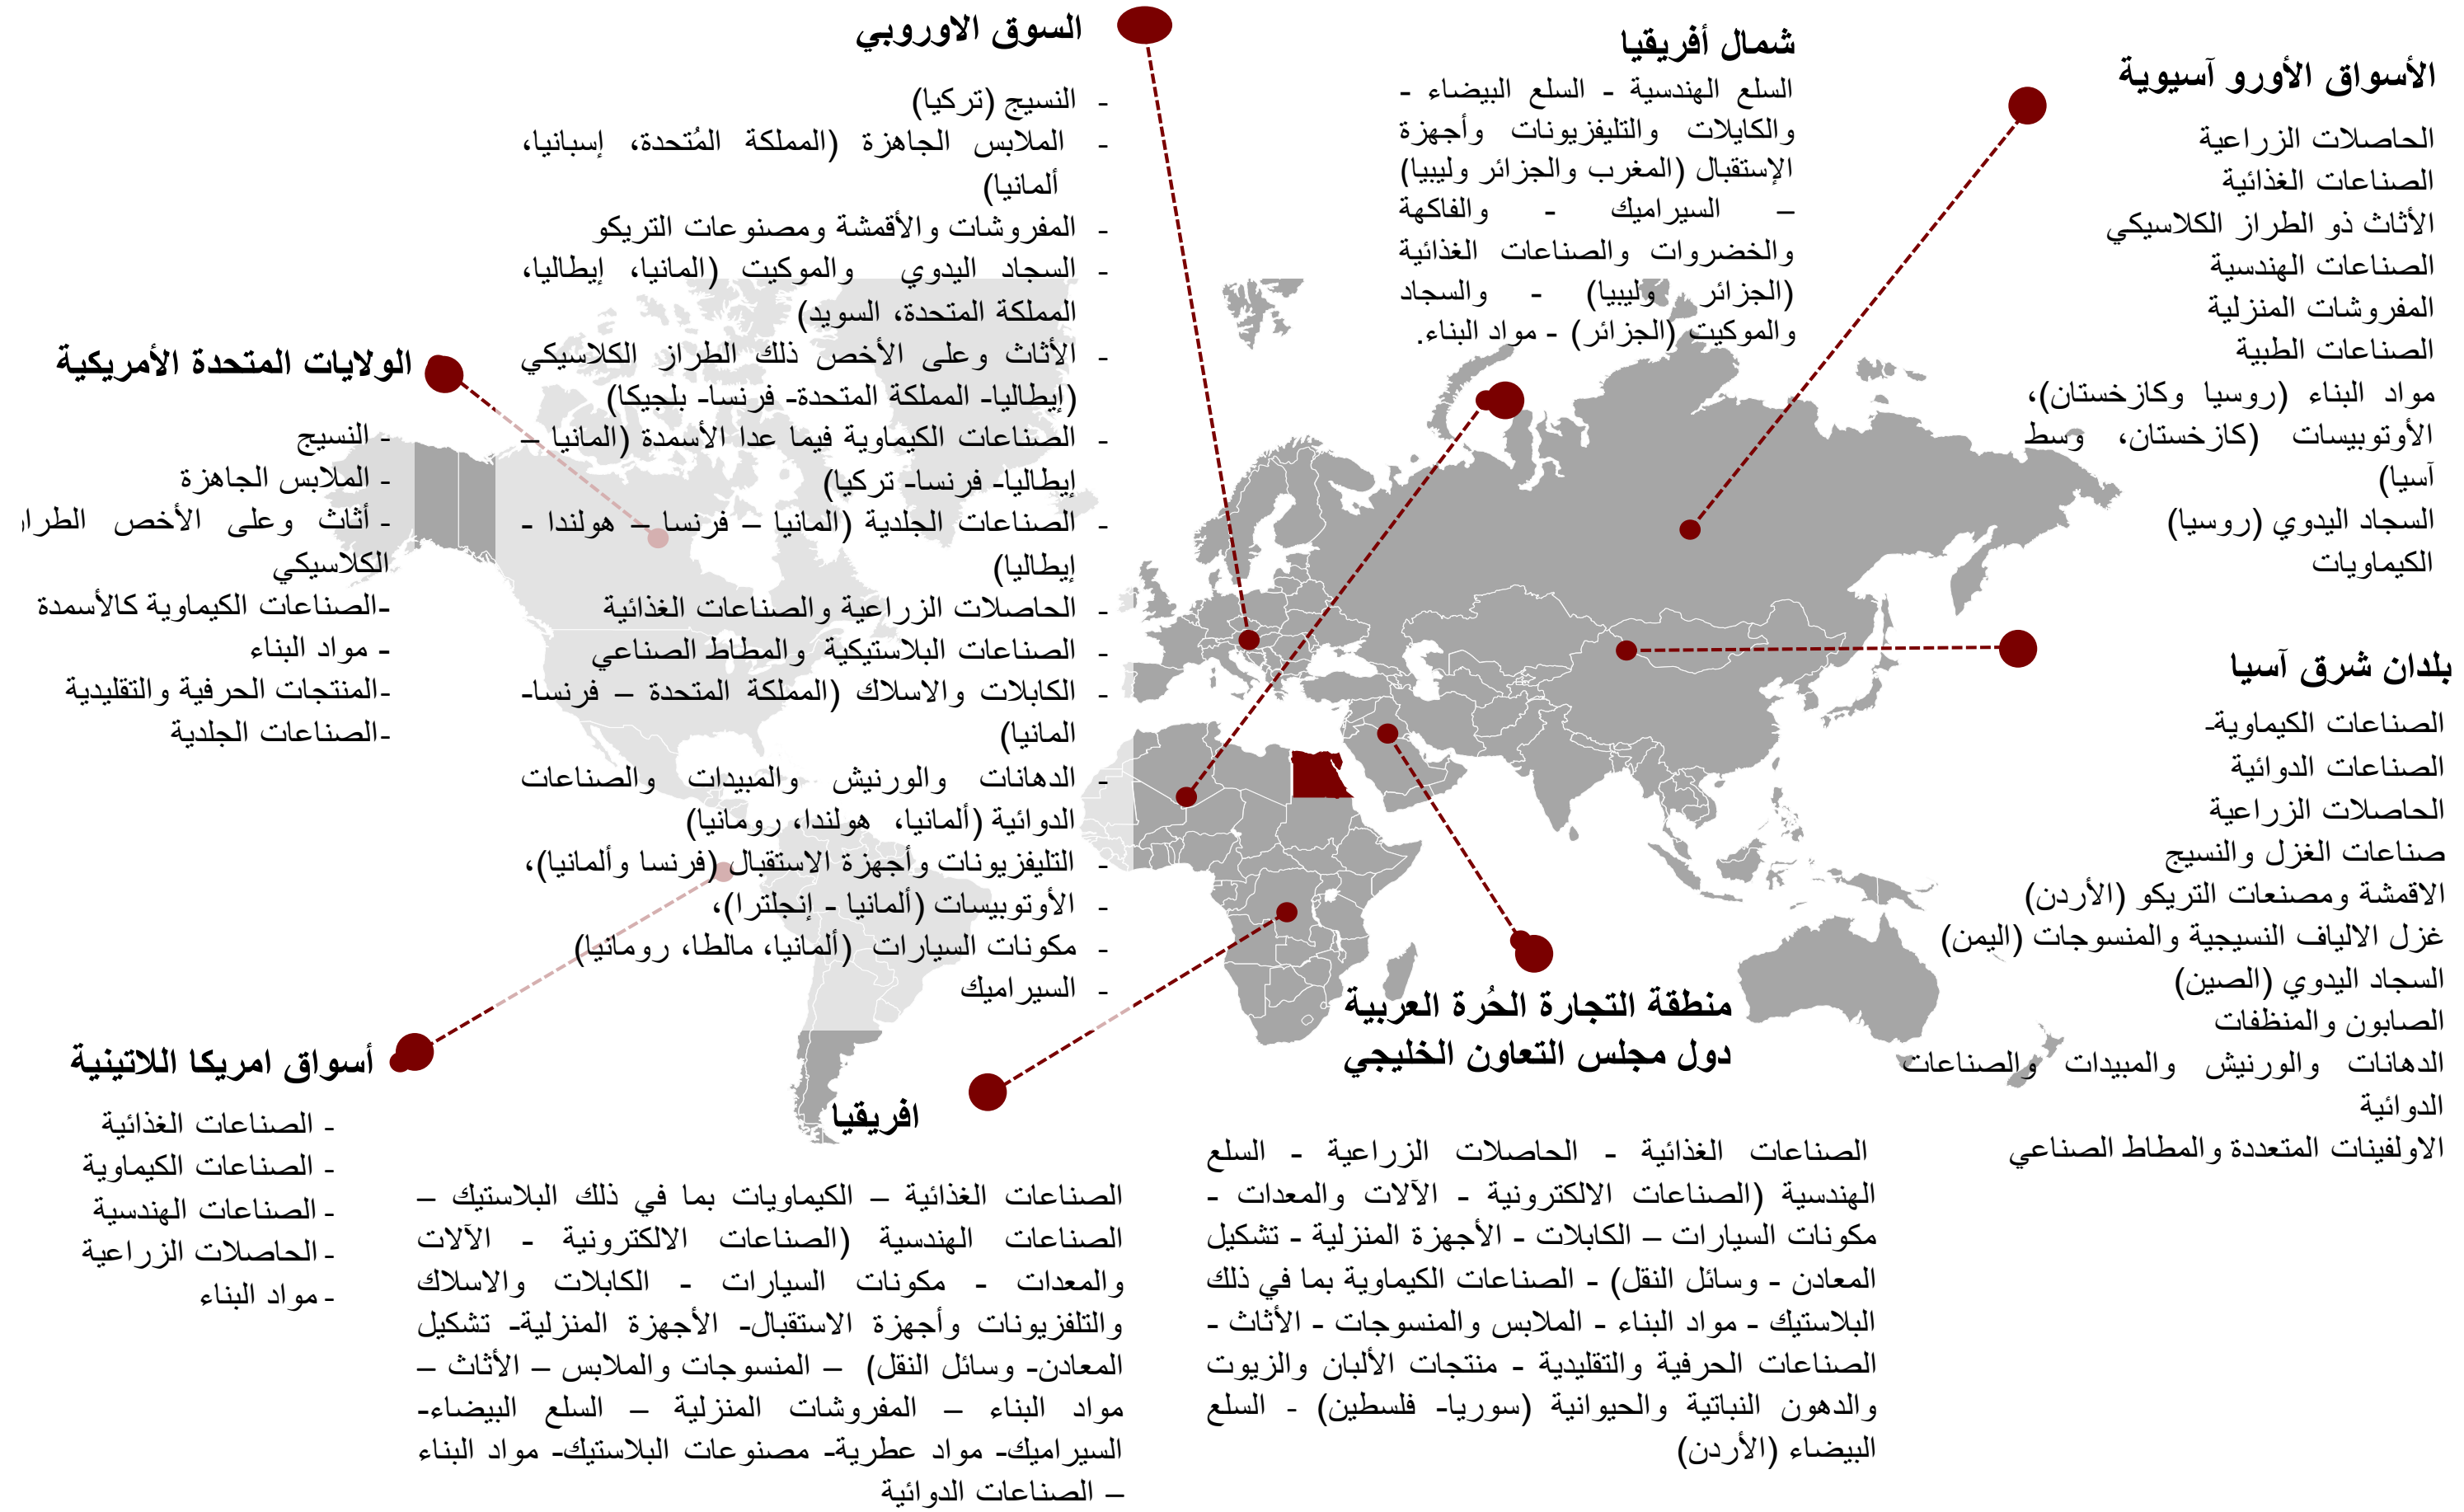 السوق الاوروبي
- النسيج (تركيا)
- الملابس الجاهزة (المملكة المُتحدة، إسبانيا،
ألمانيا)
- المفروشات والأقمشة ومصنوعات التريكو
- السجاد اليدوي والموكيت (المانيا، إيطاليا،
المملكة المتحدة، السويد)
- الأثاث وعلى الأخص ذلك الطراز الكلاسيكي
(إيطاليا- المملكة المتحدة- فرنسا- بلجيكا)
- الصناعات الكيماوية فيما عدا الأسمدة (المانيا –
إيطاليا- فرنسا- تركيا)
- الصناعات الجلدية (المانيا – فرنسا – هولندا -
إيطاليا)
- الحاصلات الزراعية والصناعات الغذائية
- الصناعات البلاستيكية والمطاط الصناعي
- الكابلات والاسلاك (المملكة المتحدة – فرنسا-
المانيا)
- الدهانات والورنيش والمبيدات والصناعات
الدوائية (ألمانيا، هولندا، رومانيا)
- التليفزيونات وأجهزة الاستقبال (فرنسا وألمانيا)،
- الأوتوبيسات (ألمانيا - إنجلترا)،
- مكونات السيارات (ألمانيا، مالطا، رومانيا)
- السيراميك
شمال أفريقيا
السلع الهندسية - السلع البيضاء -
والكايلات والتليفزيونات وأجهزة
الإستقبال (المغرب والجزائر وليبيا)
– السيراميك - والفاكهة
والخضروات والصناعات الغذائية
(الجزائر وليبيا) - والسجاد
والموكيت (الجزائر) - مواد البناء.
الأسواق الأورو آسيوية
الحاصلات الزراعية
الصناعات الغذائية
الأثاث ذو الطراز الكلاسيكي
الصناعات الهندسية
المفروشات المنزلية
الصناعات الطبية
مواد البناء (روسيا وكازخستان)،
الأوتوبيسات (كازخستان، وسط
آسيا)
السجاد اليدوي (روسيا)
الكيماويات
الولايات المتحدة الأمريكية
- النسيج
- الملابس الجاهزة
- أثاث وعلى الأخص الطراز
الكلاسيكي
-الصناعات الكيماوية كالأسمدة
- مواد البناء
-المنتجات الحرفية والتقليدية
-الصناعات الجلدية
بلدان شرق آسيا
الصناعات الكيماوية-
الصناعات الدوائية
الحاصلات الزراعية
صناعات الغزل والنسيج
الاقمشة ومصنعات التريكو (الأردن)
غزل الالياف النسيجية والمنسوجات (اليمن)
السجاد اليدوي (الصين)
الصابون والمنظفات
الدهانات والورنيش والمبيدات والصناعات
الدوائية
الاولفينات المتعددة والمطاط الصناعي
أسواق امريكا اللاتينية
- الصناعات الغذائية
- الصناعات الكيماوية
- الصناعات الهندسية
- الحاصلات الزراعية
- مواد البناء
افريقيا
الصناعات الغذائية – الكيماويات بما في ذلك البلاستيك –
الصناعات الهندسية (الصناعات الالكترونية - الآلات
والمعدات - مكونات السيارات - الكابلات والاسلاك
والتلفزيونات وأجهزة الاستقبال- الأجهزة المنزلية- تشكيل
المعادن- وسائل النقل) – المنسوجات والملابس – الأثاث –
مواد البناء – المفروشات المنزلية – السلع البيضاء-
السيراميك- مواد عطرية- مصنوعات البلاستيك- مواد البناء
– الصناعات الدوائية
منطقة التجارة الحُرة العربية
دول مجلس التعاون الخليجي
الصناعات الغذائية - الحاصلات الزراعية - السلع
الهندسية (الصناعات الالكترونية - الآلات والمعدات -
مكونات السيارات – الكابلات - الأجهزة المنزلية - تشكيل
المعادن - وسائل النقل) - الصناعات الكيماوية بما في ذلك
البلاستيك - مواد البناء - الملابس والمنسوجات - الأثاث -
الصناعات الحرفية والتقليدية - منتجات الألبان والزيوت
والدهون النباتية والحيوانية (سوريا- فلسطين) - السلع
البيضاء (الأردن)